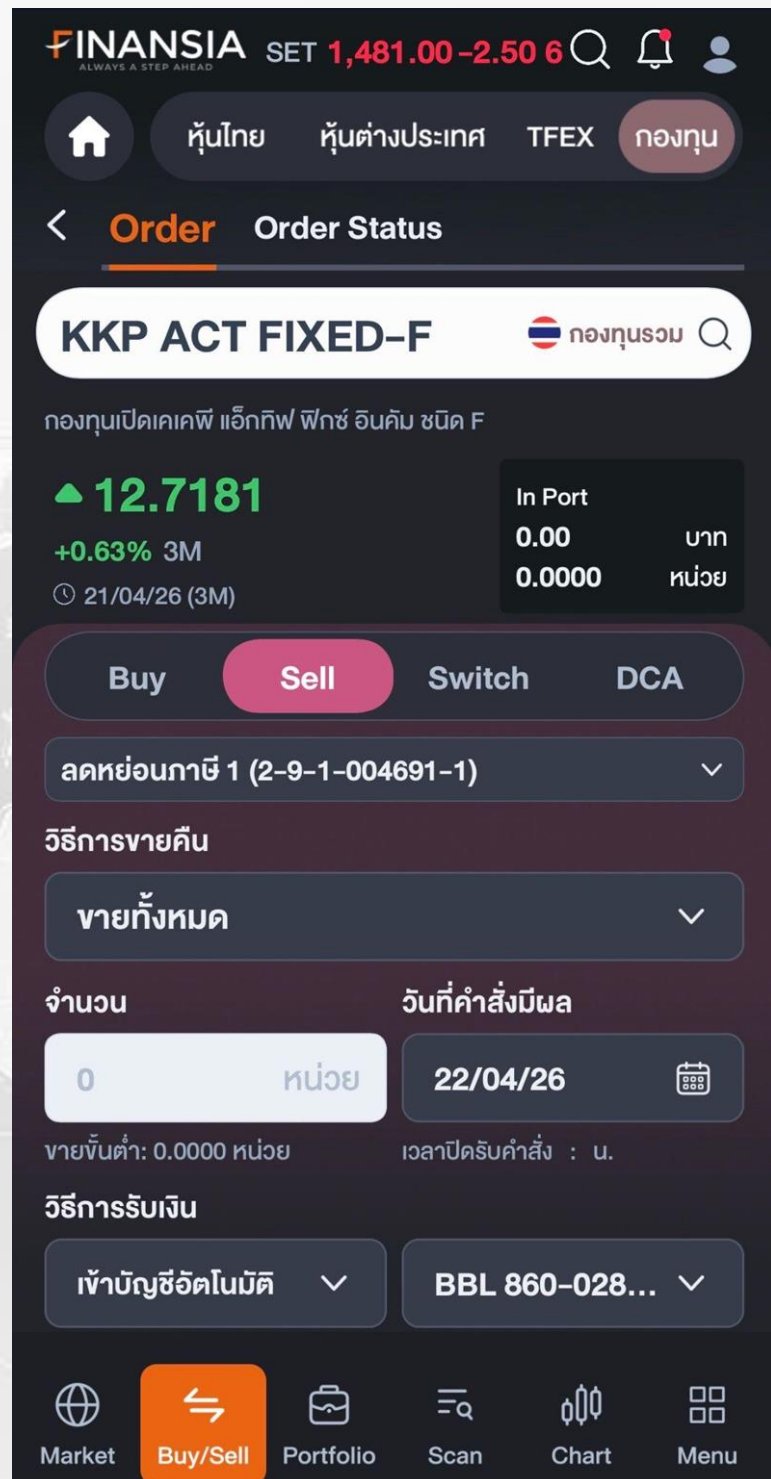 FINANSIA SET 1,481.00 -2.50 6
ALWAYS A STEP AHEAD
หุ้นไทย หุ้นต่างประเทศ TFEX กองทุน
Order Order Status
KKP ACT FIXED-F กองทุนรวม
กองทุนเปิดเคเคพี แอ็กทิฟ ฟิกซ์ อินคัม ชนิด F
12.7181
+0.63% 3M
21/04/26 (3M)
In Port
0.00 บาท
0.0000 หน่วย
Buy Sell Switch DCA
ลดหย่อนภาษี 1 (2-9-1-004691-1)
วิธีการขายคืน
ขายทั้งหมด
จำนวน วันที่คำสั่งมีผล
0 หน่วย 22/04/26
ขายขั้นต่ำ: 0.0000 หน่วย เวลาปิดรับคำสั่ง : น.
วิธีการรับเงิน
เข้าบัญชีอัตโนมัติ BBL 860-028...
Market Buy/Sell Portfolio Scan Chart Menu